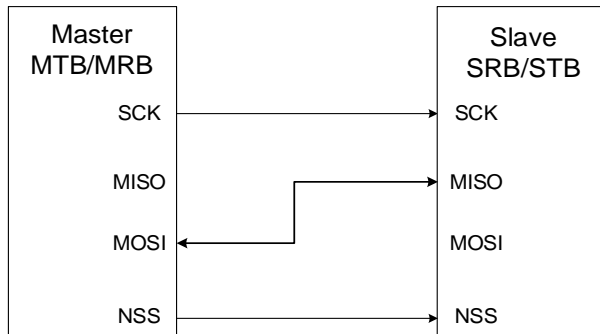 Master
MTB/MRB
SCK
MISO
MOSI
NSS
Slave
SRB/STB
SCK
MISO
MOSI
NSS